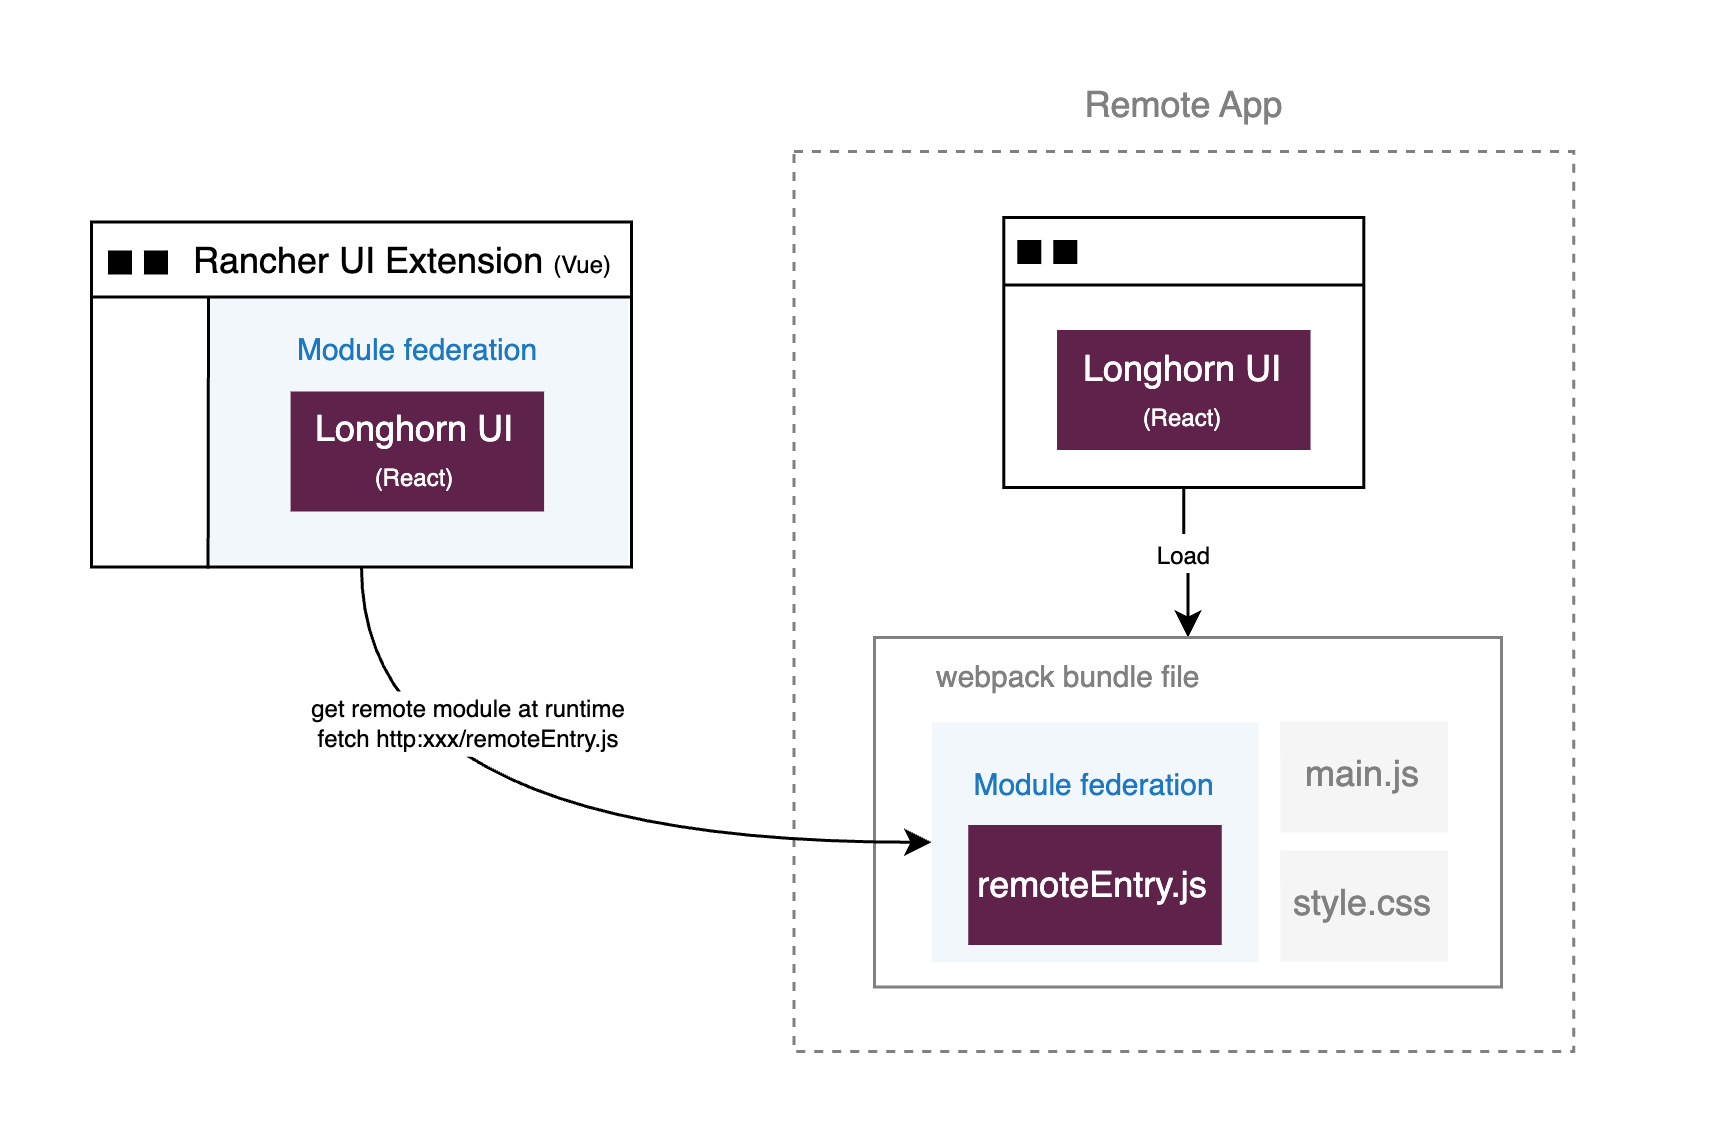 Remote App
Rancher UI Extension (Vue)
Module federation
Longhorn UI
(React)
Longhorn UI
(React)
Load
get remote module at runtime
fetch http:xxx/remoteEntry.js
webpack bundle file
Module federation
remoteEntry.js
main.js
style.css